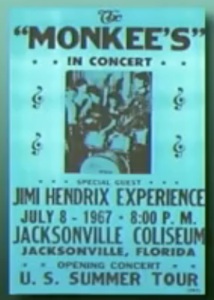 The
"MONKEE'S"
IN CONCERT
SPECIAL GUEST
JIMI HENDRIX EXPERIENCE
JULY 8 - 1967 • 8:00 P. M.
JACKSONVILLE COLISEUM
JACKSONVILLE, FLORIDA
OPENING CONCERT
U. S. SUMMER TOUR